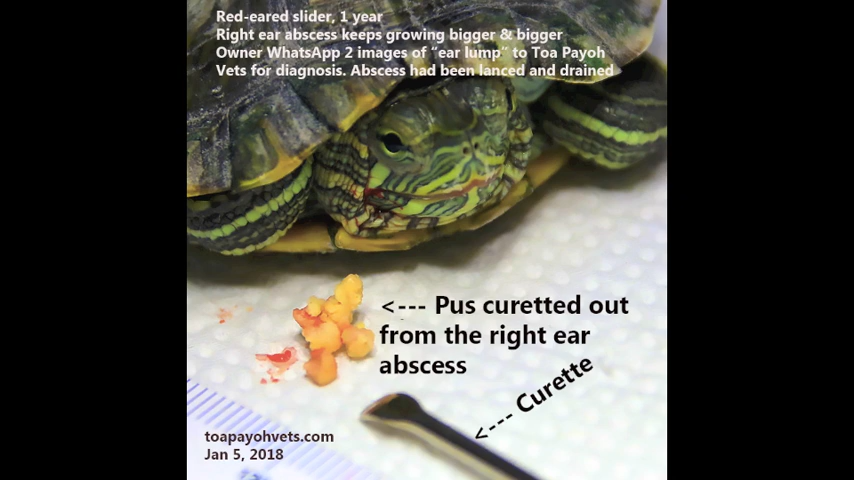 Red-eared slider, 1 year
Right ear abscess keeps growing bigger & bigger
Owner WhatsApp 2 images of “ear lump” to Toa Payoh
Vets for diagnosis. Abscess had been lanced and drained
<--- Pus curetted out
from the right ear
abscess
<--- Curette
toapayohvets.com
Jan 5, 2018